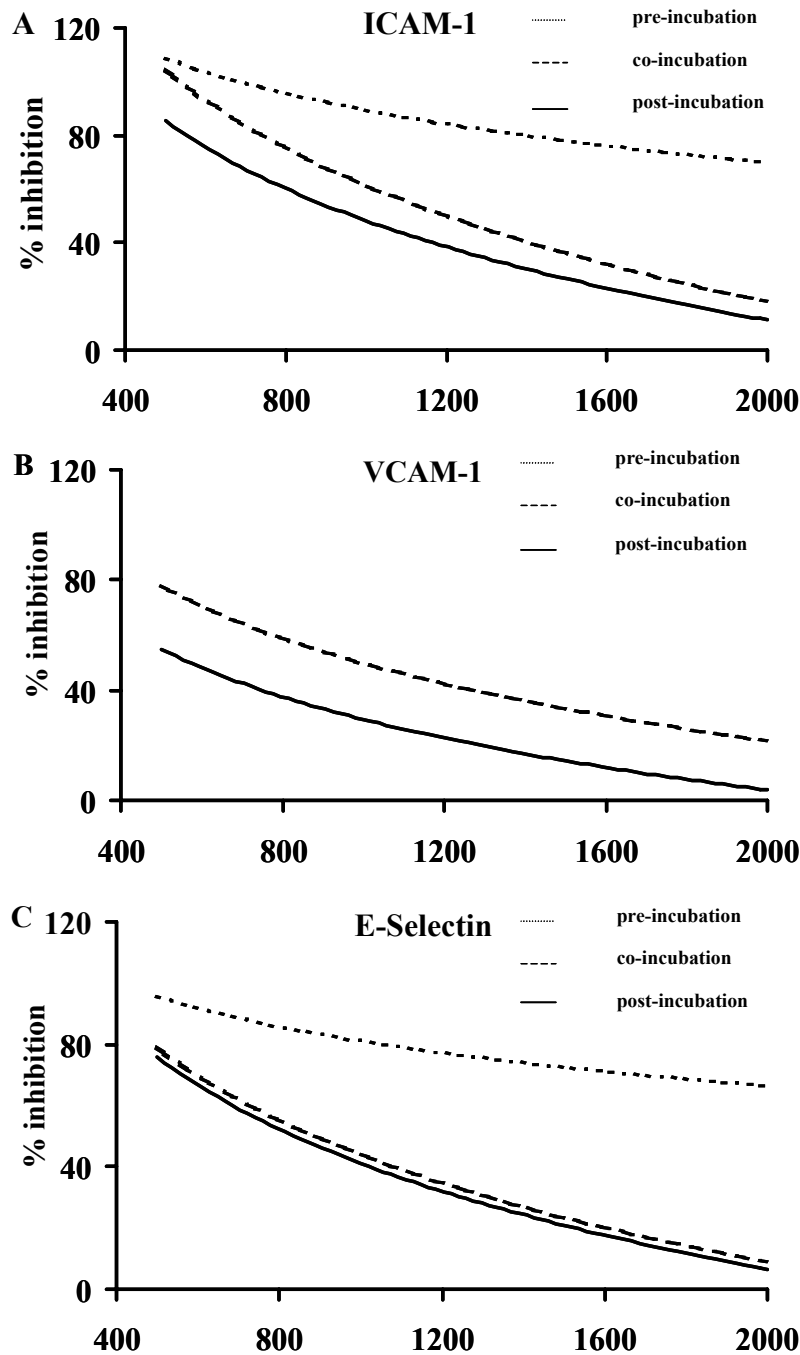 A
120
ICAM-1
pre-incubation
co-incubation
post-incubation
80
40
0
% inhibition
400 800 1200 1600 2000
B
120
VCAM-1
pre-incubation
co-incubation
post-incubation
80
40
0
% inhibition
400 800 1200 1600 2000
C
120
E-Selectin
pre-incubation
co-incubation
post-incubation
80
40
0
% inhibition
400 800 1200 1600 2000